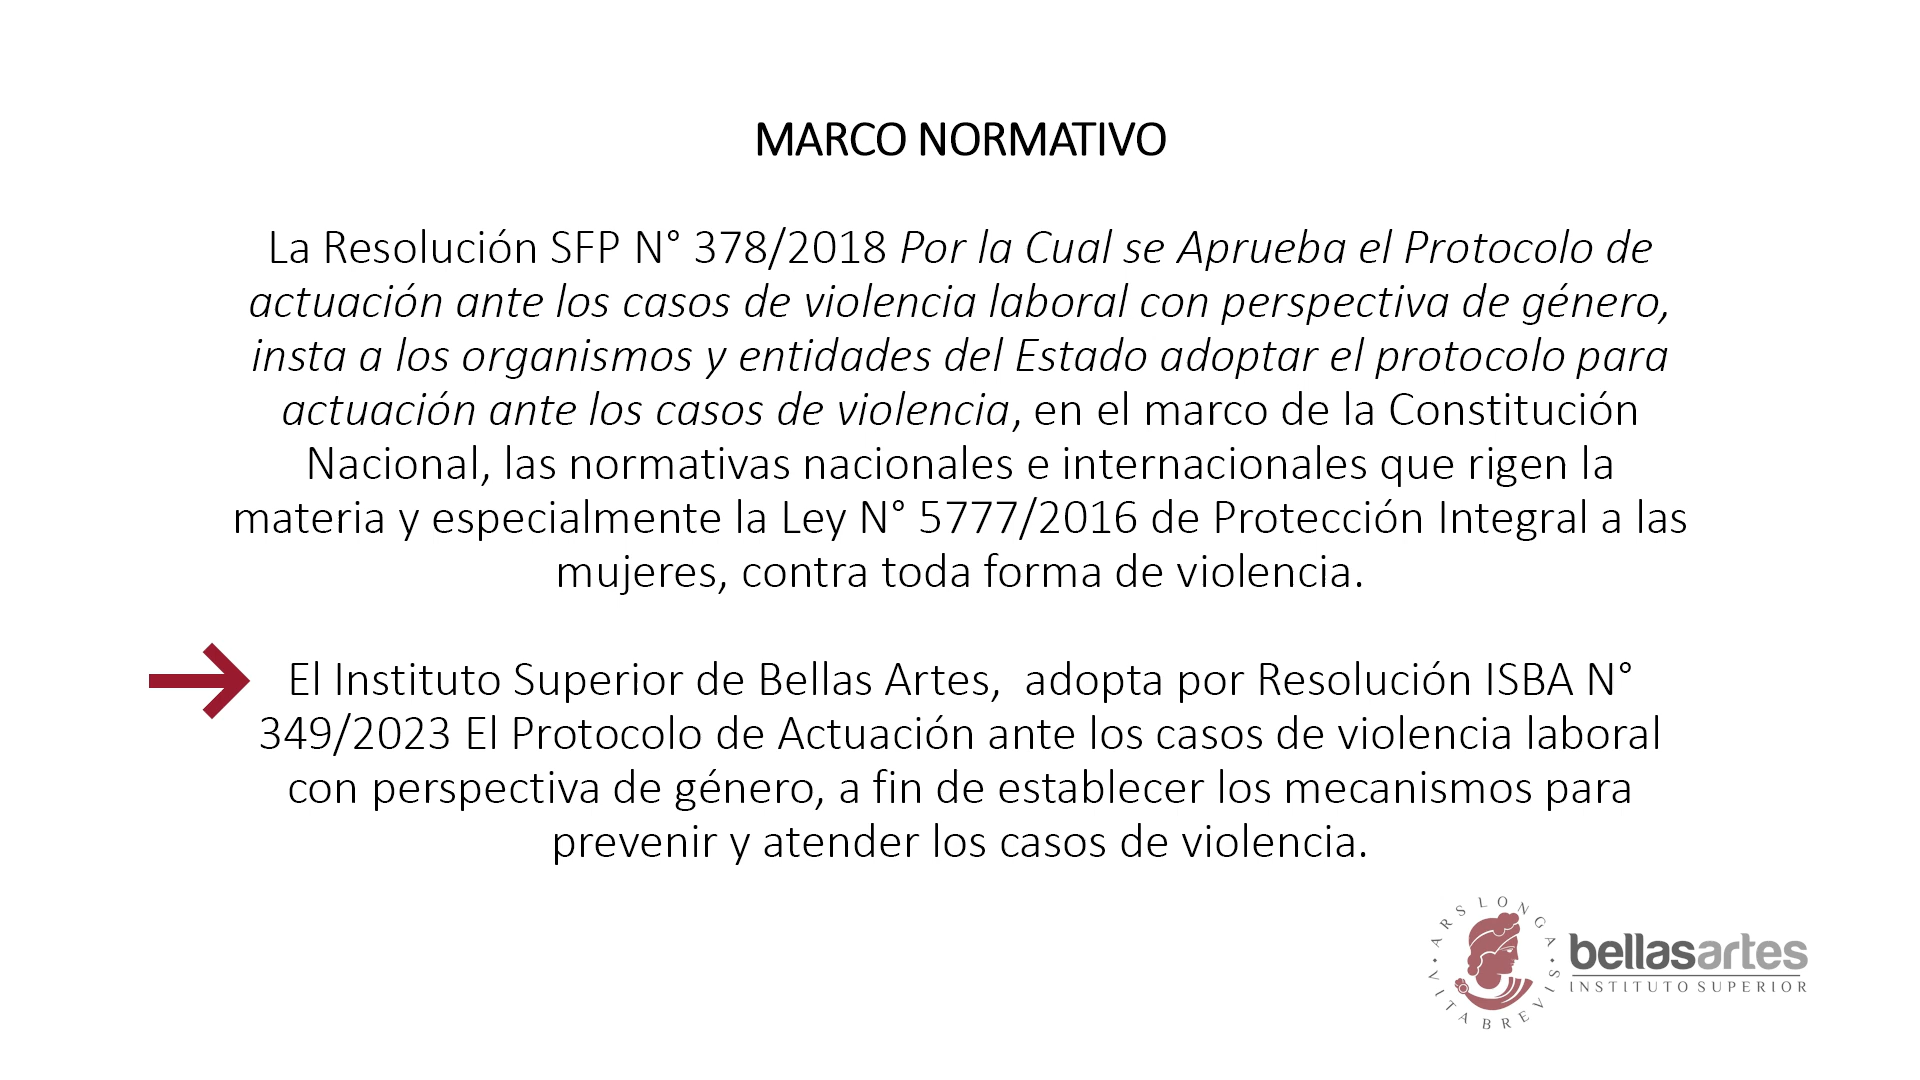 MARCO NORMATIVO
La Resolución SFP N° 378/2018 Por la Cual se Aprueba el Protocolo de
actuación ante los casos de violencia laboral con perspectiva de género,
insta a los organismos y entidades del Estado adoptar el protocolo para
actuación ante los casos de violencia, en el marco de la Constitución
Nacional, las normativas nacionales e internacionales que rigen la
materia y especialmente la Ley N° 5777/2016 de Protección Integral a las
mujeres, contra toda forma de violencia.
El Instituto Superior de Bellas Artes,  adopta por Resolución ISBA N°
349/2023 El Protocolo de Actuación ante los casos de violencia laboral
con perspectiva de género, a fin de establecer los mecanismos para
prevenir y atender los casos de violencia.
ARS LONGA · VITA BREVIS ·
bellasartes
INSTITUTO SUPERIOR